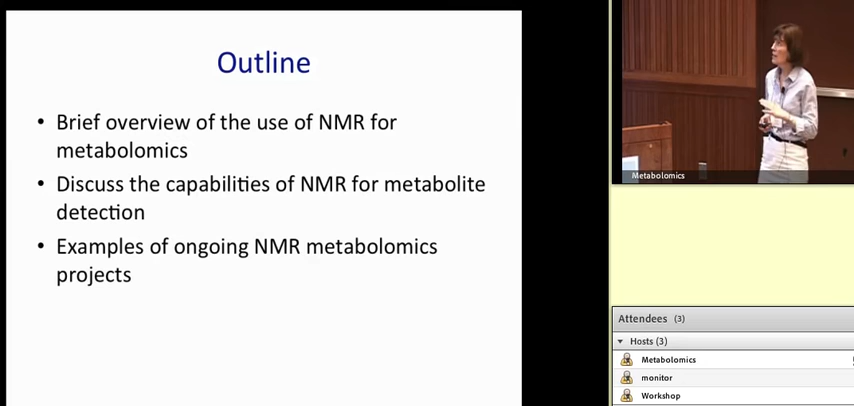 Outline
• Brief overview of the use of NMR for
metabolomics
• Discuss the capabilities of NMR for metabolite
detection
• Examples of ongoing NMR metabolomics
projects
Metabolomics
Attendees (3)
Hosts (3)
Metabolomics
monitor
Workshop